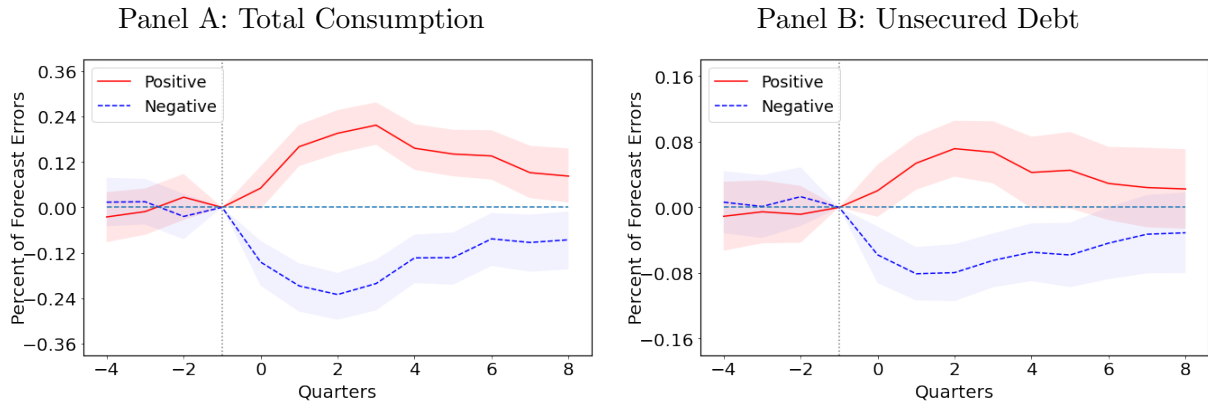 Panel A: Total Consumption
Percent of Forecast Errors
0.36
0.24
0.12
0.00
−0.12
−0.24
−0.36
Positive
Negative
−4
−2
0
2
4
6
8
Quarters
Panel B: Unsecured Debt
Percent of Forecast Errors
0.16
0.08
0.00
−0.08
−0.16
Positive
Negative
−4
−2
0
2
4
6
8
Quarters